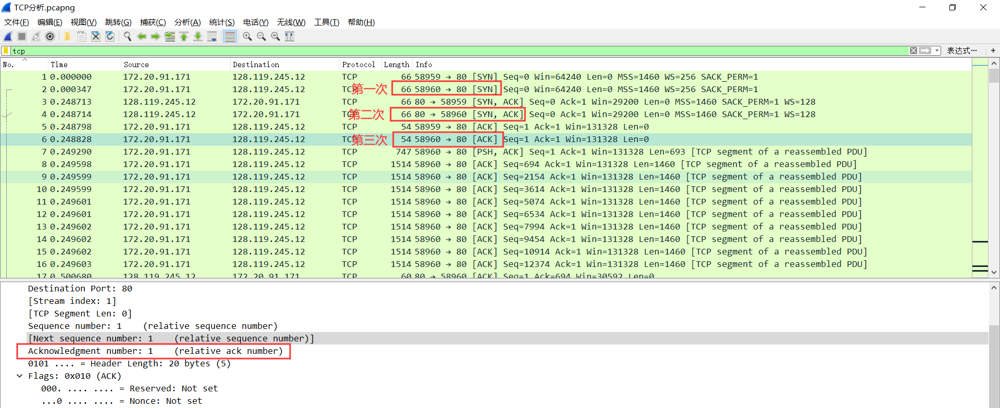 TCP分析.pcapng
文件(F) 编辑(E) 视图(V) 跳转(G) 捕获(C) 分析(A) 统计(S) 电话(Y) 无线(W) 工具(T) 帮助(H)
tcp 表达式… +
No. Time Source Destination Protocol Length Info
1 0.000000 172.20.91.171 128.119.245.12 TCP 66 58959 → 80 [SYN] Seq=0 Win=64240 Len=0 MSS=1460 WS=256 SACK_PERM=1
2 0.000347 172.20.91.171 128.119.245.12 TCP 第一次 66 58960 → 80 [SYN] Seq=0 Win=64240 Len=0 MSS=1460 WS=256 SACK_PERM=1
3 0.248713 128.119.245.12 172.20.91.171 TCP 66 80 → 58959 [SYN, ACK] Seq=0 Ack=1 Win=29200 Len=0 MSS=1460 SACK_PERM=1 WS=128
4 0.248714 128.119.245.12 172.20.91.171 TCP 第二次 66 80 → 58960 [SYN, ACK] Seq=0 Ack=1 Win=29200 Len=0 MSS=1460 SACK_PERM=1 WS=128
5 0.248798 172.20.91.171 128.119.245.12 TCP 54 58959 → 80 [ACK] Seq=1 Ack=1 Win=131328 Len=0
6 0.248828 172.20.91.171 128.119.245.12 TCP 第三次 54 58960 → 80 [ACK] Seq=1 Ack=1 Win=131328 Len=0
7 0.249290 172.20.91.171 128.119.245.12 TCP 747 58960 → 80 [PSH, ACK] Seq=1 Ack=1 Win=131328 Len=693 [TCP segment of a reassembled PDU]
8 0.249598 172.20.91.171 128.119.245.12 TCP 1514 58960 → 80 [ACK] Seq=694 Ack=1 Win=131328 Len=1460 [TCP segment of a reassembled PDU]
9 0.249599 172.20.91.171 128.119.245.12 TCP 1514 58960 → 80 [ACK] Seq=2154 Ack=1 Win=131328 Len=1460 [TCP segment of a reassembled PDU]
10 0.249599 172.20.91.171 128.119.245.12 TCP 1514 58960 → 80 [ACK] Seq=3614 Ack=1 Win=131328 Len=1460 [TCP segment of a reassembled PDU]
11 0.249601 172.20.91.171 128.119.245.12 TCP 1514 58960 → 80 [ACK] Seq=5074 Ack=1 Win=131328 Len=1460 [TCP segment of a reassembled PDU]
12 0.249601 172.20.91.171 128.119.245.12 TCP 1514 58960 → 80 [ACK] Seq=6534 Ack=1 Win=131328 Len=1460 [TCP segment of a reassembled PDU]
13 0.249602 172.20.91.171 128.119.245.12 TCP 1514 58960 → 80 [ACK] Seq=7994 Ack=1 Win=131328 Len=1460 [TCP segment of a reassembled PDU]
14 0.249602 172.20.91.171 128.119.245.12 TCP 1514 58960 → 80 [ACK] Seq=9454 Ack=1 Win=131328 Len=1460 [TCP segment of a reassembled PDU]
15 0.249602 172.20.91.171 128.119.245.12 TCP 1514 58960 → 80 [ACK] Seq=10914 Ack=1 Win=131328 Len=1460 [TCP segment of a reassembled PDU]
16 0.249603 172.20.91.171 128.119.245.12 TCP 1514 58960 → 80 [ACK] Seq=12374 Ack=1 Win=131328 Len=1460 [TCP segment of a reassembled PDU]
17 0.500680 128.119.245.12 172.20.91.171 TCP 60 80 → 58960 [ACK] Seq=1 Ack=694 Win=30592 Len=0
Destination Port: 80
[Stream index: 1]
[TCP Segment Len: 0]
Sequence number: 1 (relative sequence number)
[Next sequence number: 1 (relative sequence number)]
Acknowledgment number: 1 (relative ack number)
0101 .... = Header Length: 20 bytes (5)
Flags: 0x010 (ACK)
000. .... .... = Reserved: Not set
...0 .... .... = Nonce: Not set